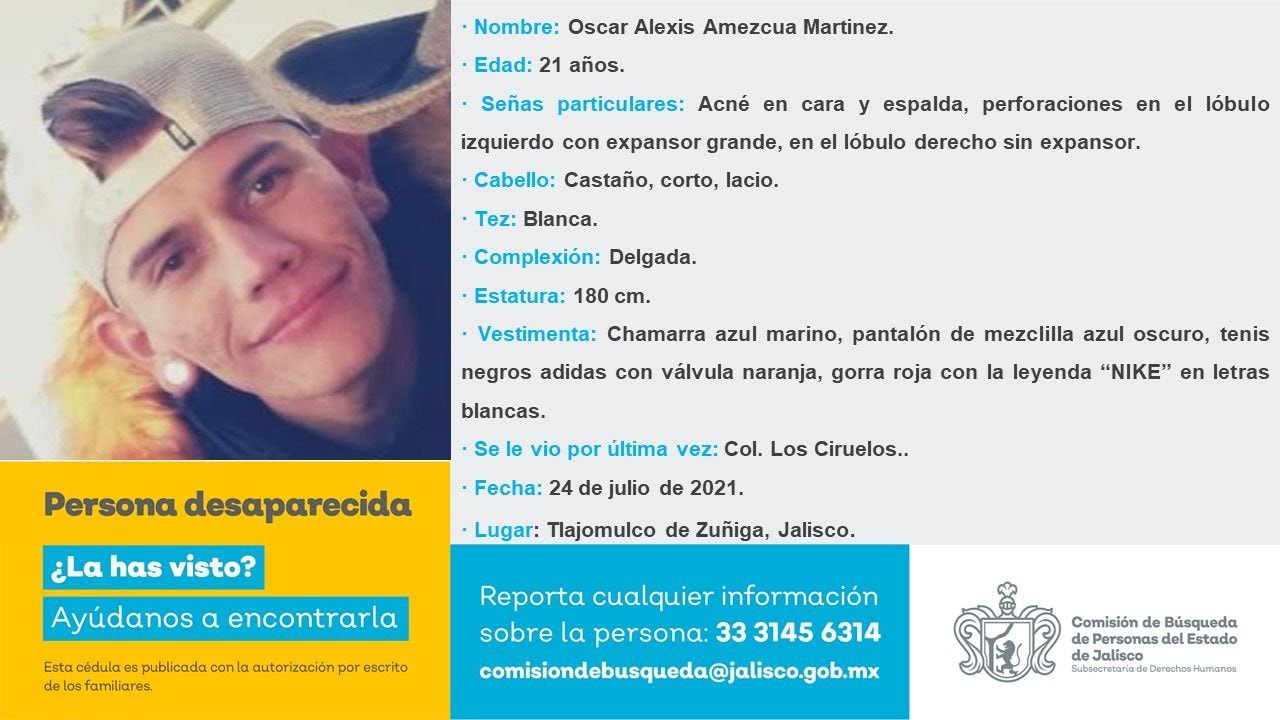 · Nombre: Oscar Alexis Amezcua Martinez.
· Edad: 21 años.
· Señas particulares: Acné en cara y espalda, perforaciones en el lóbulo
izquierdo con expansor grande, en el lóbulo derecho sin expansor.
· Cabello: Castaño, corto, lacio.
· Tez: Blanca.
· Complexión: Delgada.
· Estatura: 180 cm.
· Vestimenta: Chamarra azul marino, pantalón de mezclilla azul oscuro, tenis
negros adidas con válvula naranja, gorra roja con la leyenda “NIKE” en letras
blancas.
· Se le vio por última vez: Col. Los Ciruelos..
· Fecha: 24 de julio de 2021.
· Lugar: Tlajomulco de Zuñiga, Jalisco.
Persona desaparecida
¿La has visto?
Ayúdanos a encontrarla
Esta cédula es publicada con la autorización por escrito
de los familiares.
Reporta cualquier información
sobre la persona: 33 3145 6314
comisiondebusqueda@jalisco.gob.mx
Comisión de Búsqueda
de Personas del Estado
de Jalisco
Subsecretaría de Derechos Humanos